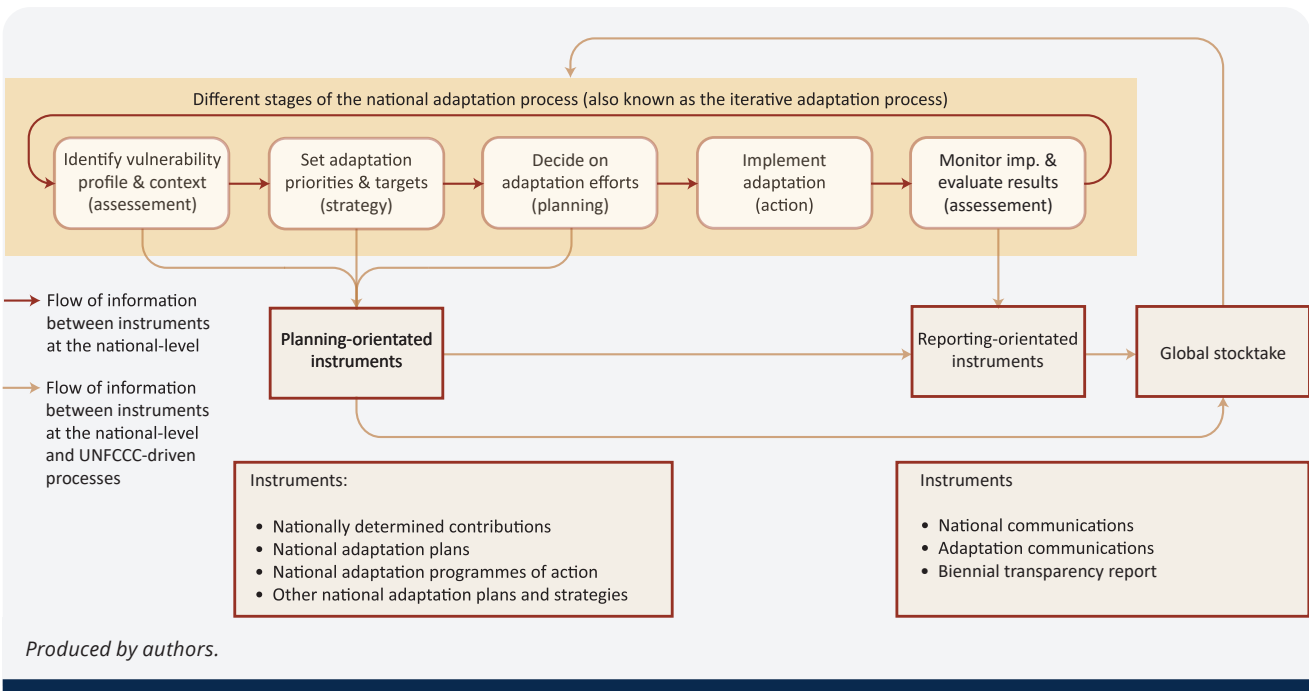 Different stages of the national adaptation process (also known as the iterative adaptation process)
Identify vulnerability
profile & context
(assessment)
Set adaptation
priorities & targets
(strategy)
Decide on
adaptation efforts
(planning)
Implement
adaptation
(action)
Monitor imp. &
evaluate results
(assessment)
Flow of information
between instruments
at the national-level
Flow of information
between instruments
at the national-level
and UNFCCC-driven
processes
Planning-orientated
instruments
Reporting-orientated
instruments
Global stocktake
Instruments:
• Nationally determined contributions
• National adaptation plans
• National adaptation programmes of action
• Other national adaptation plans and strategies
Instruments
• National communications
• Adaptation communications
• Biennial transparency report
Produced by authors.